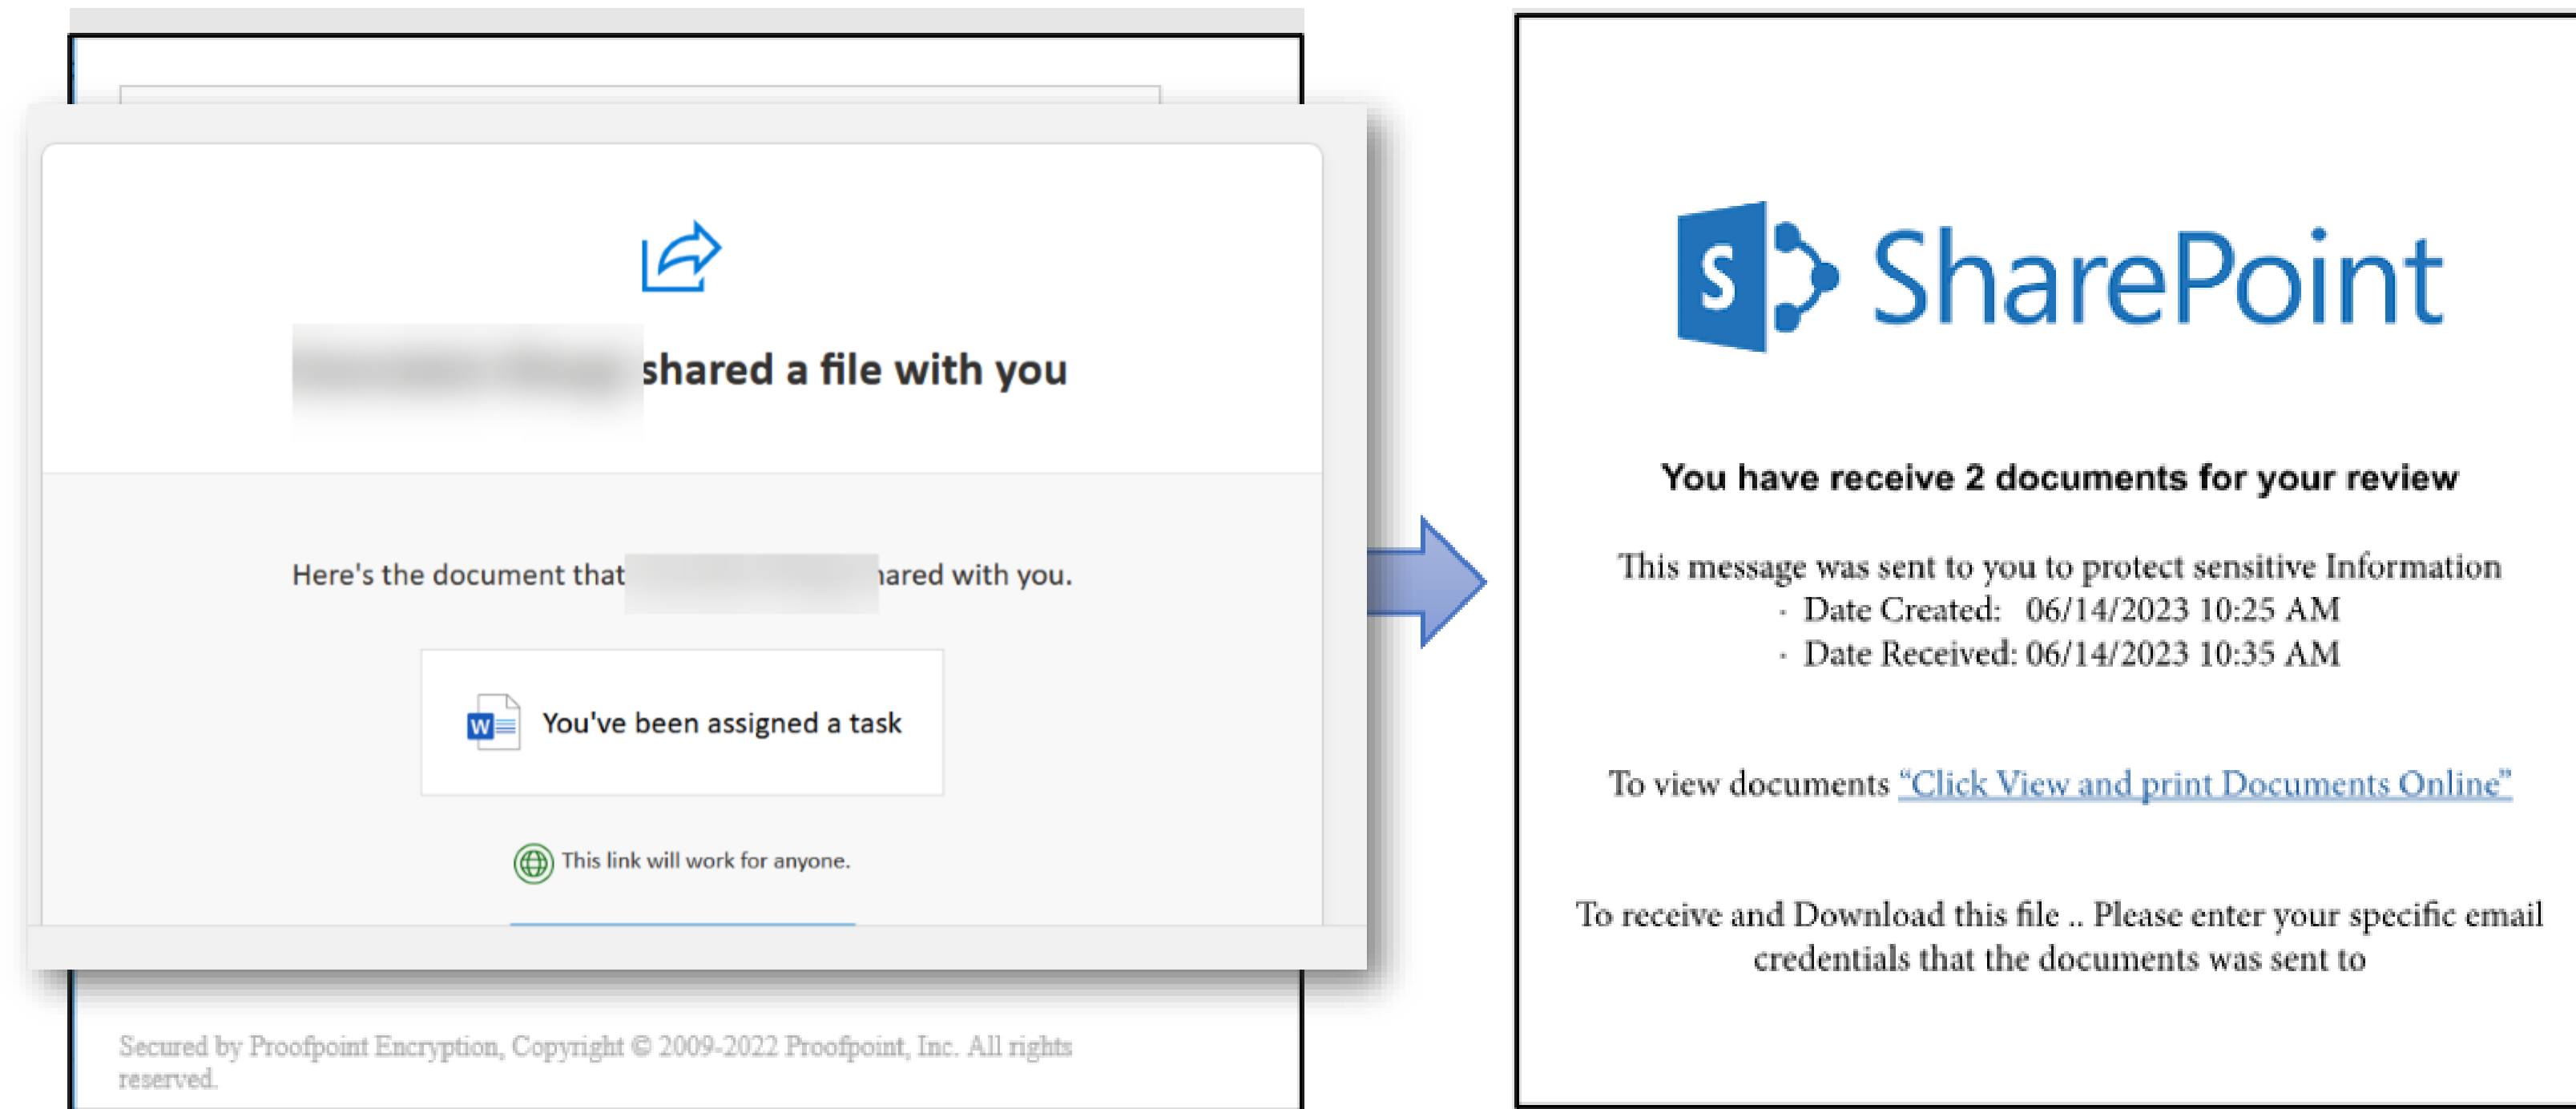 shared a file with you
Here's the document that hared with you.
W
You've been assigned a task
This link will work for anyone.
Secured by Proofpoint Encryption, Copyright © 2009-2022 Proofpoint, Inc. All rights
reserved.
S SharePoint
You have receive 2 documents for your review
This message was sent to you to protect sensitive Information
· Date Created: 06/14/2023 10:25 AM
· Date Received: 06/14/2023 10:35 AM
To view documents “Click View and print Documents Online”
To receive and Download this file .. Please enter your specific email
credentials that the documents was sent to